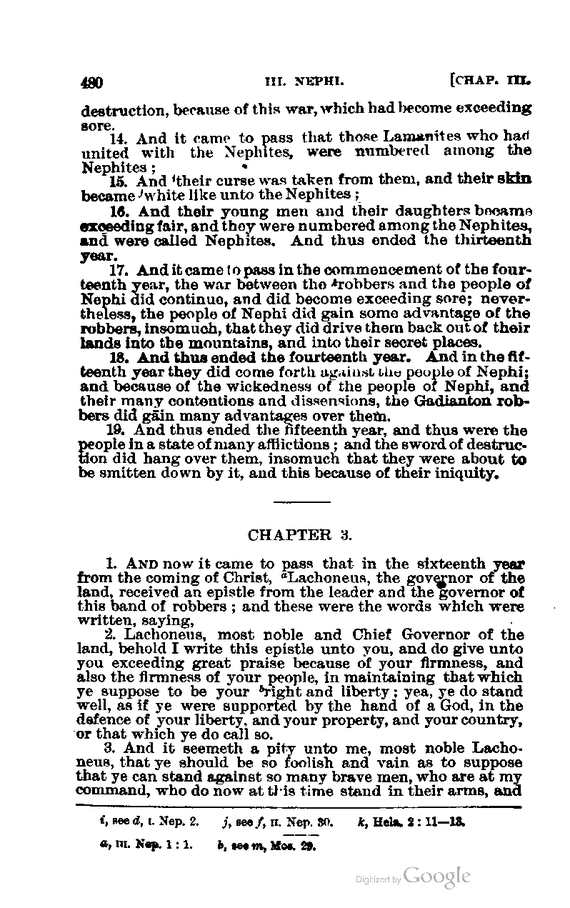 480 III. NEPHI. [CHAP. III.
destruction, because of this war, which had become exceeding
sore.
14. And it came to pass that those Lamanites who had
united with the Nephites, were numbered among the
Nephites;
15. And ⁱtheir curse was taken from them, and their skin
became ʲwhite like unto the Nephites;
16. And their young men and their daughters became
exceeding fair, and they were numbered among the Nephites,
and were called Nephites. And thus ended the thirteenth
year.
17. And it came to pass in the commencement of the four-
teenth year, the war between the ᵏrobbers and the people of
Nephi did continue, and did become exceeding sore; never-
theless, the people of Nephi did gain some advantage of the
robbers, insomuch, that they did drive them back out of their
lands into the mountains, and into their secret places.
18. And thus ended the fourteenth year. And in the fif-
teenth year they did come forth against the people of Nephi;
and because of the wickedness of the people of Nephi, and
their many contentions and dissensions, the Gadianton rob-
bers did gain many advantages over them.
19. And thus ended the fifteenth year, and thus were the
people in a state of many afflictions; and the sword of destruc-
tion did hang over them, insomuch that they were about to
be smitten down by it, and this because of their iniquity.
CHAPTER 3.
1. AND now it came to pass that in the sixteenth year
from the coming of Christ, ᵃLachoneus, the governor of the
land, received an epistle from the leader and the governor of
this band of robbers; and these were the words which were
written, saying,
2. Lachoneus, most noble and Chief Governor of the
land, behold I write this epistle unto you, and do give unto
you exceeding great praise because of your firmness, and
also the firmness of your people, in maintaining that which
ye suppose to be your ᵇright and liberty; yea, ye do stand
well, as if ye were supported by the hand of a God, in the
defence of your liberty, and your property, and your country,
or that which ye do call so.
3. And it seemeth a pity unto me, most noble Lacho-
neus, that ye should be so foolish and vain as to suppose
that ye can stand against so many brave men, who are at my
command, who do now at this time stand in their arms, and
i, see d, I. Nep. 2. j, see f, II. Nep. 30. k, Hela. 2: 11—13.
a, III. Nep. 1: 1. b, see m, Mos. 29.
Digitized by Google